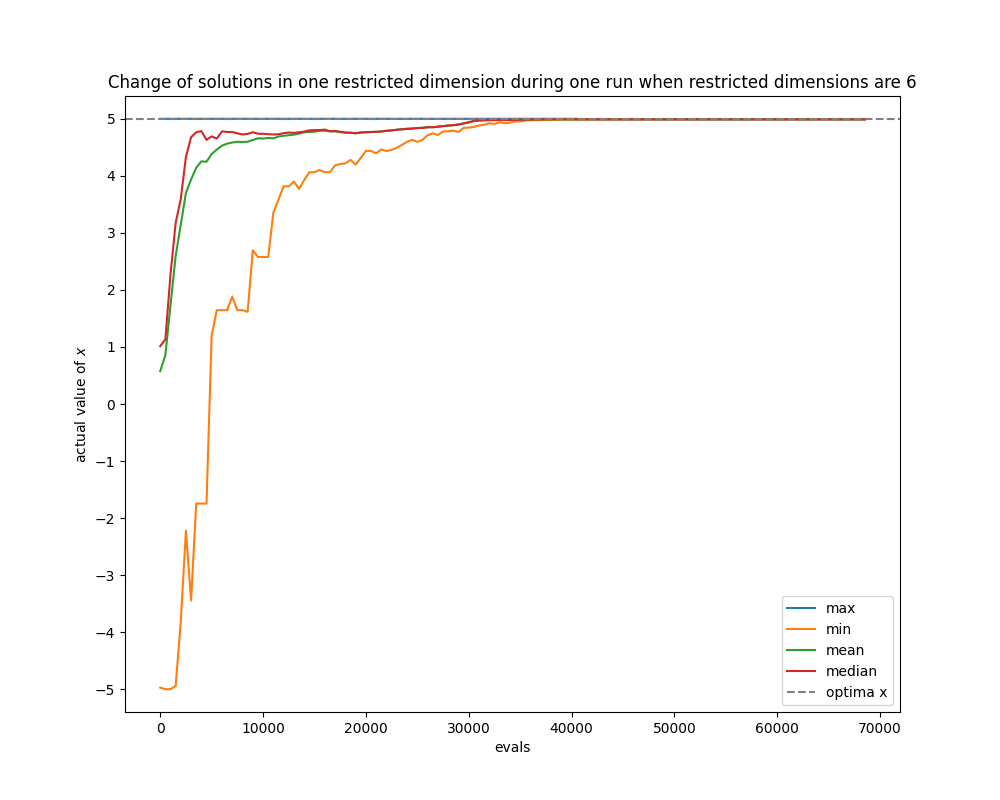 Change of solutions in one restricted dimension during one run when restricted dimensions are 6
actual value of x
5
4
3
2
1
0
−1
−2
−3
−4
−5
0 10000 20000 30000 40000 50000 60000 70000
evals
max
min
mean
median
optima x